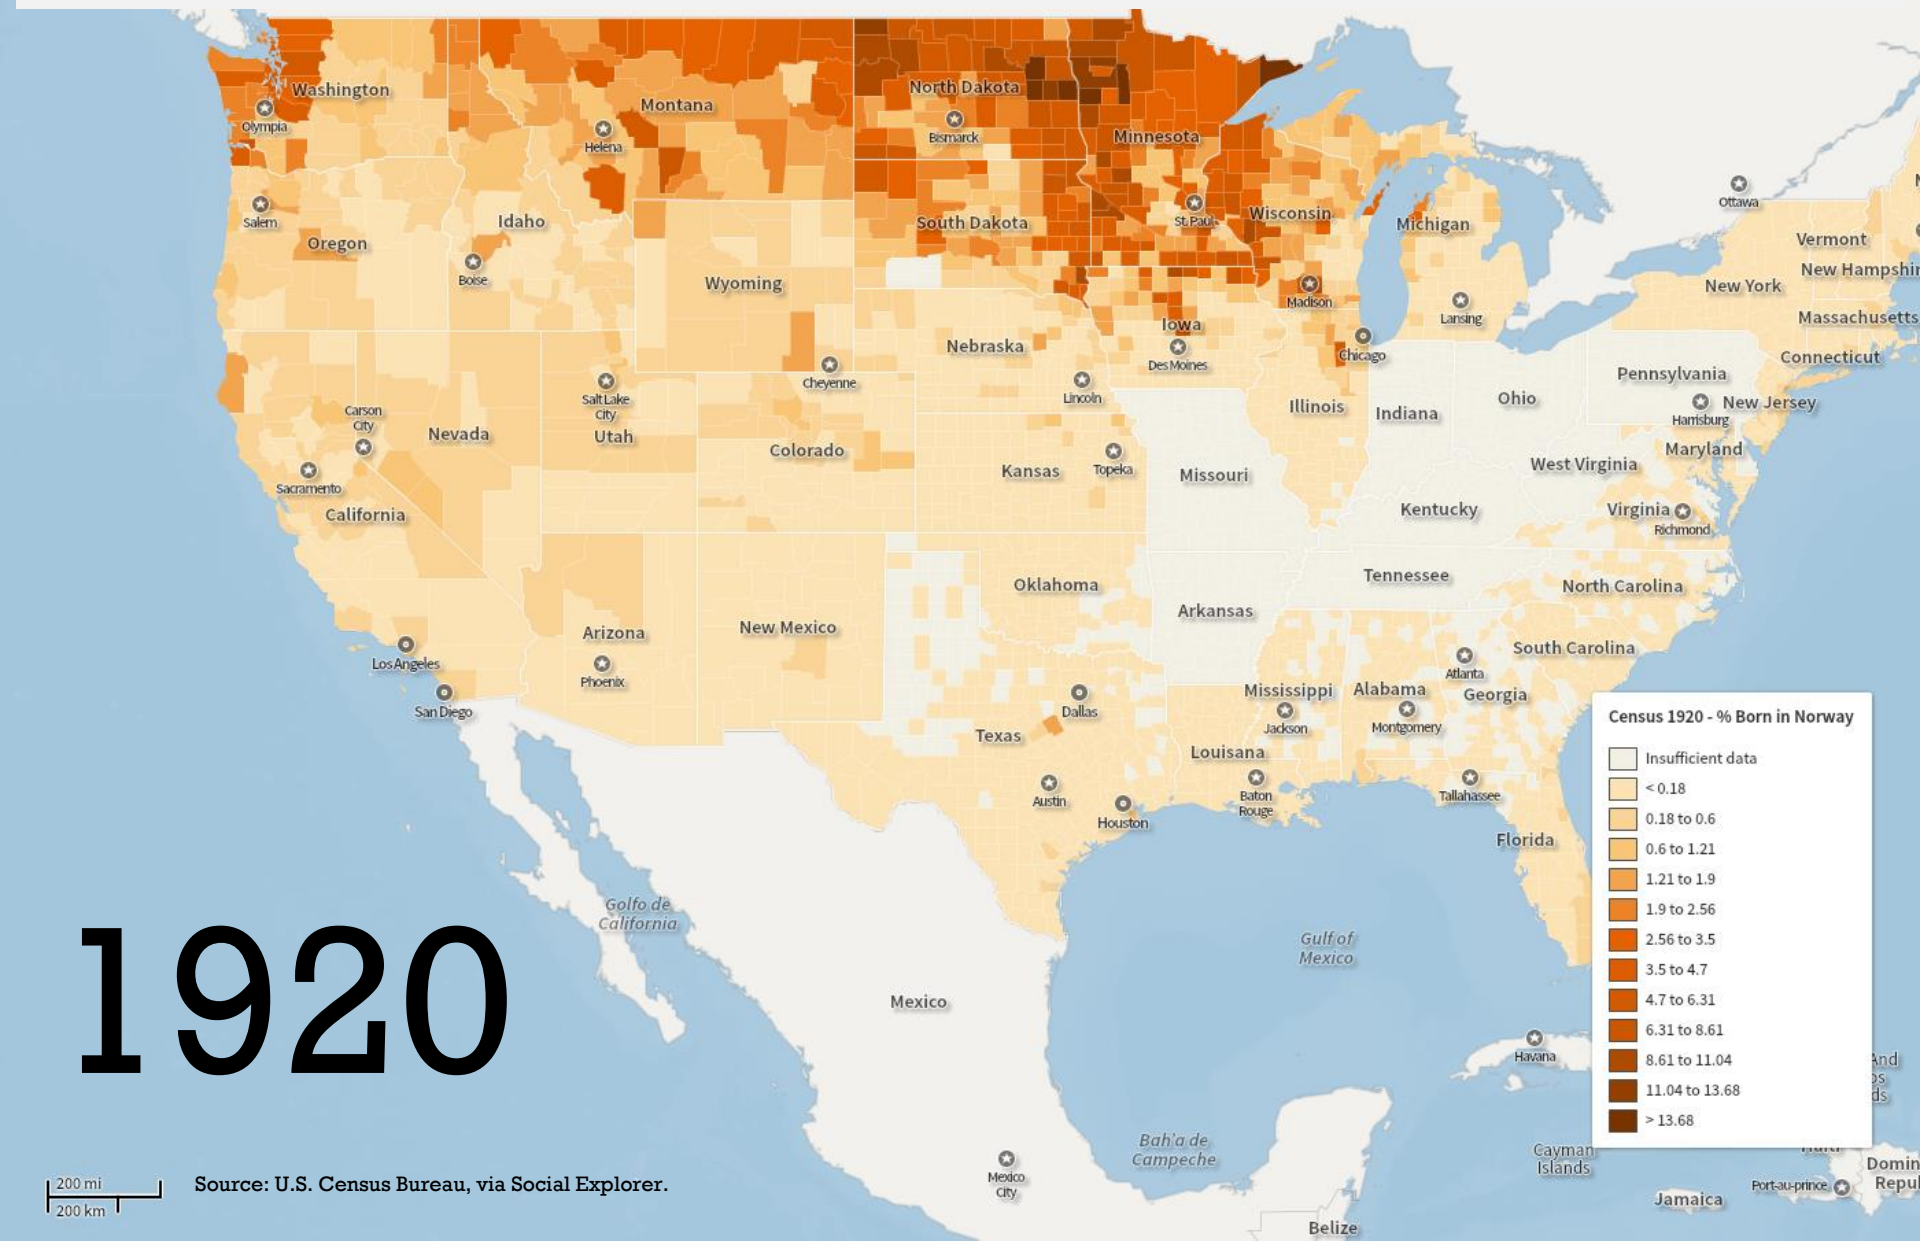 Washington
Olympia
Montana
Helena
North Dakota
Bismarck
Minnesota
St. Paul
Wisconsin
Madison
Michigan
Lansing
Ottawa
Vermont
New Hampshir
New York
Massachusetts
Connecticut
Salem
Oregon
Idaho
Boise
Wyoming
Cheyenne
South Dakota
Nebraska
Lincoln
Iowa
Des Moines
Chicago
Illinois
Indiana
Ohio
Pennsylvania
Harrisburg
New Jersey
Maryland
West Virginia
Virginia
Richmond
Carson
City
Nevada
Sacramento
California
Salt Lake
City
Utah
Colorado
Kansas
Topeka
Missouri
Kentucky
Tennessee
North Carolina
South Carolina
Los Angeles
San Diego
Arizona
Phoenix
New Mexico
Oklahoma
Arkansas
Texas
Dallas
Austin
Houston
Louisana
Baton
Rouge
Mississippi
Jackson
Alabama
Montgomery
Atlanta
Georgia
Tallahassee
Florida
Golfo de
California
Gulf of
Mexico
Mexico
Mexico
City
Bah'a de
Campeche
Belize
Havana
Cayman
Islands
Jamaica
Port-au-prince
Haiti
Domin
Repul
And
os
ds
Census 1920 - % Born in Norway
Insufficient data
< 0.18
0.18 to 0.6
0.6 to 1.21
1.21 to 1.9
1.9 to 2.56
2.56 to 3.5
3.5 to 4.7
4.7 to 6.31
6.31 to 8.61
8.61 to 11.04
11.04 to 13.68
> 13.68
1920
200 mi
200 km
Source: U.S. Census Bureau, via Social Explorer.